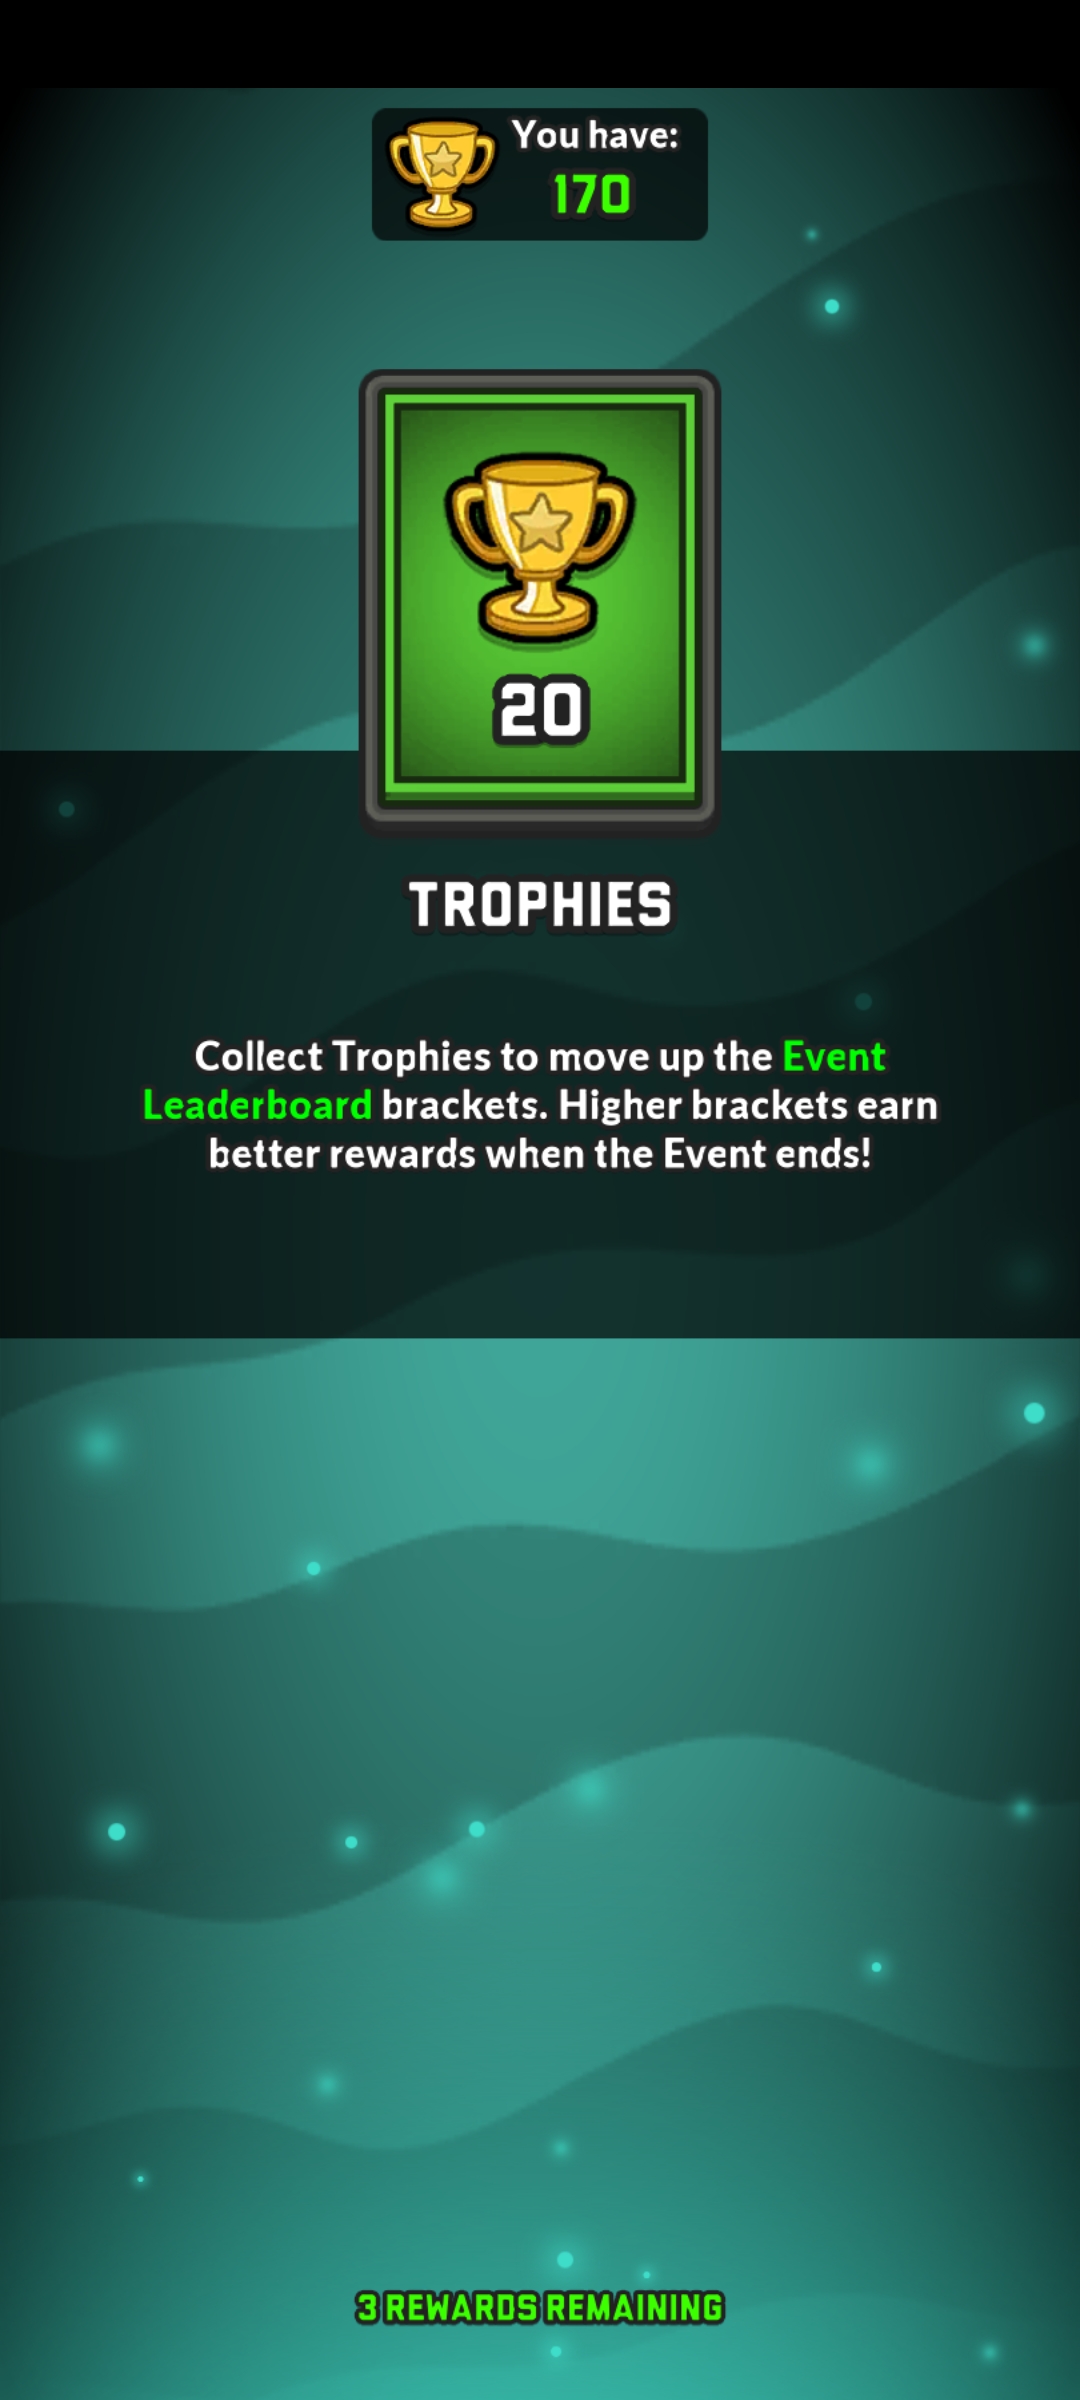 You have:
170
20
TROPHIES
Collect Trophies to move up the Event
Leaderboard brackets. Higher brackets earn
better rewards when the Event ends!
3 REWARDS REMAINING